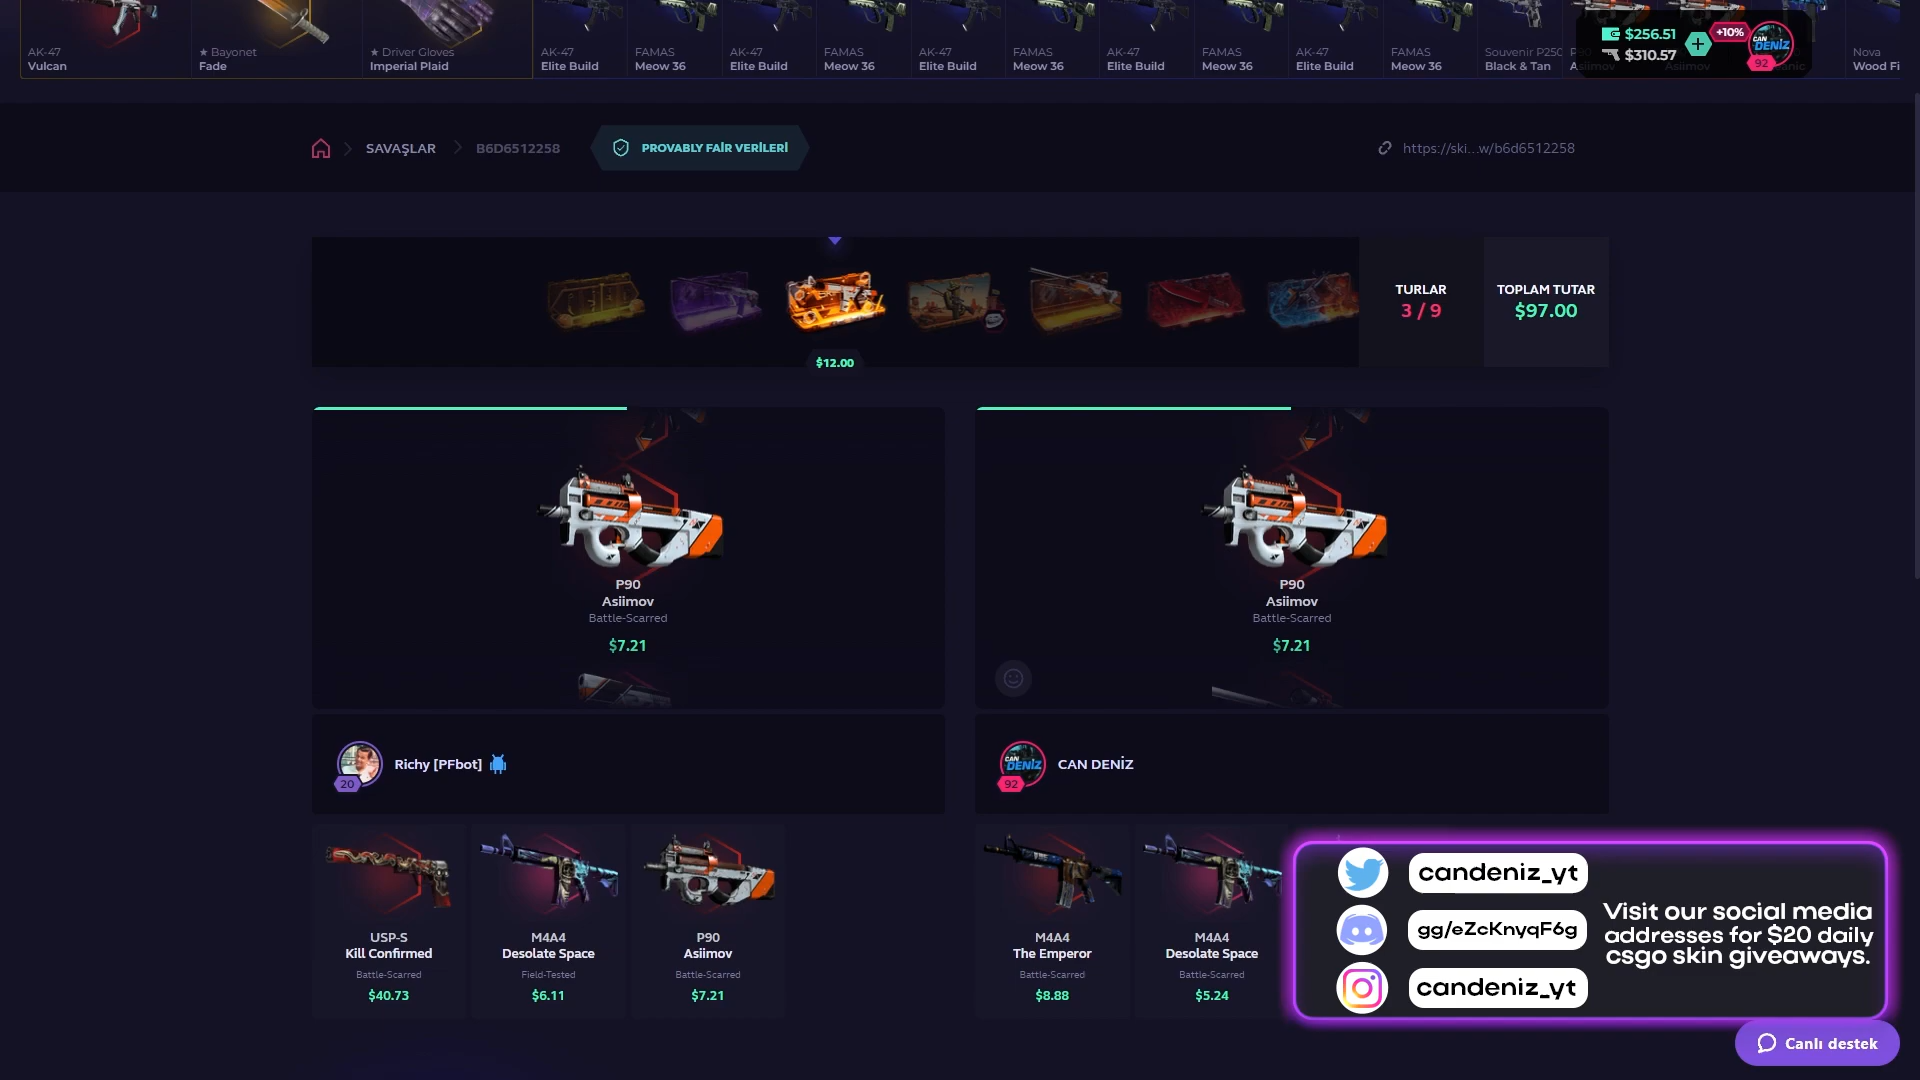 AK-47
Vulcan
★ Bayonet
Fade
★ Driver Gloves
Imperial Plaid
AK-47
Elite Build
FAMAS
Meow 36
AK-47
Elite Build
FAMAS
Meow 36
AK-47
Elite Build
FAMAS
Meow 36
AK-47
Elite Build
FAMAS
Meow 36
AK-47
Elite Build
FAMAS
Meow 36
Souvenir P250
Black & Tan
Nova
Wood Fi
$256.51
$310.57
+10%
CAN DENİZ
92
SAVAŞLAR
B6D6512258
PROVABLY FAİR VERİLERİ
https://ski...w/b6d6512258
TURLAR
3 / 9
TOPLAM TUTAR
$97.00
$12.00
P90
Asiimov
Battle-Scarred
$7.21
P90
Asiimov
Battle-Scarred
$7.21
20
Richy [PFbot]
CAN DENİZ
92
CAN DENİZ
USP-S
Kill Confirmed
Battle-Scarred
$40.73
M4A4
Desolate Space
Field-Tested
$6.11
P90
Asiimov
Battle-Scarred
$7.21
M4A4
The Emperor
Battle-Scarred
$8.88
M4A4
Desolate Space
Battle-Scarred
$5.24
candeniz_yt
gg/eZcKnyqF6g
candeniz_yt
Visit our social media
addresses for $20 daily
csgo skin giveaways.
Canlı destek